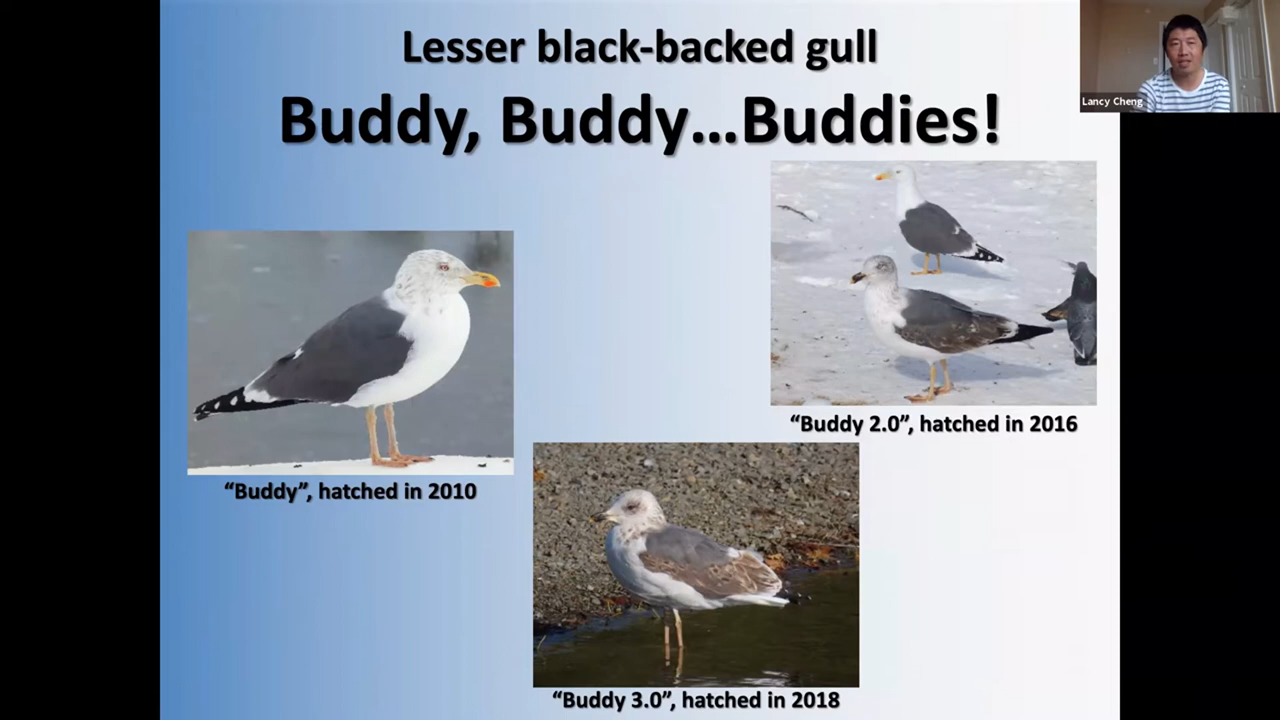 Lesser black-backed gull
Buddy, Buddy...Buddies!
Lancy Cheng
“Buddy 2.0”, hatched in 2016
“Buddy”, hatched in 2010
“Buddy 3.0”, hatched in 2018